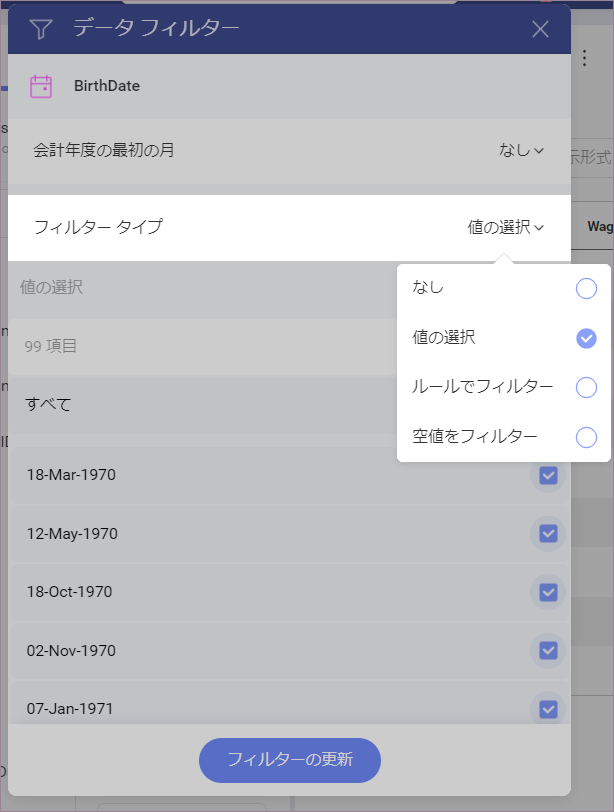 データ フィルター
BirthDate
会計年度の最初の月
なし
示形式
フィルター タイプ
値の選択
Wag
値の選択
なし
99 項目
値の選択
すべて
ルールでフィルター
空値をフィルター
18-Mar-1970
12-May-1970
18-Oct-1970
02-Nov-1970
07-Jan-1971
フィルターの更新